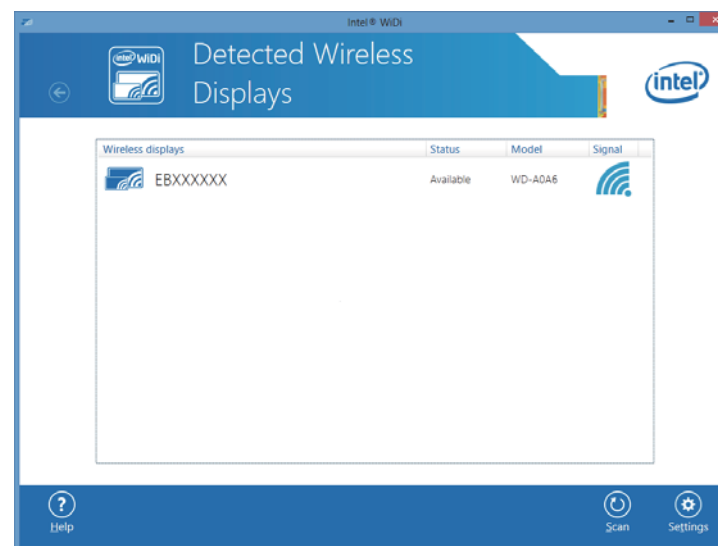 Intel® WiDi
intel WiDi
Detected Wireless
Displays
intel
Wireless displays Status Model Signal
EBXXXXXX Available WD-A0A6
? Help
Scan
Settings